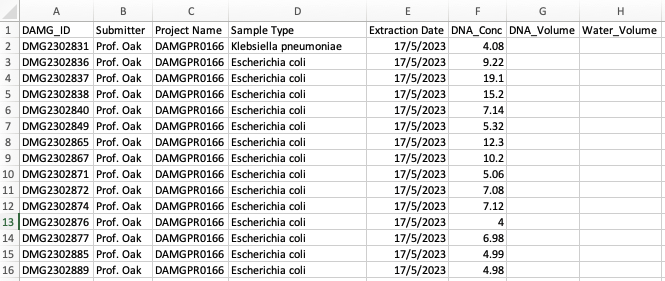 A B C D E F G H
1 DAMG_ID Submitter Project Name Sample Type Extraction Date DNA_Conc DNA_Volume Water_Volume
2 DMG2302831 Prof. Oak DAMGPR0166 Klebsiella pneumoniae 17/5/2023 4.08
3 DMG2302836 Prof. Oak DAMGPR0166 Escherichia coli 17/5/2023 9.22
4 DMG2302837 Prof. Oak DAMGPR0166 Escherichia coli 17/5/2023 19.1
5 DMG2302838 Prof. Oak DAMGPR0166 Escherichia coli 17/5/2023 15.2
6 DMG2302840 Prof. Oak DAMGPR0166 Escherichia coli 17/5/2023 7.14
7 DMG2302849 Prof. Oak DAMGPR0166 Escherichia coli 17/5/2023 5.32
8 DMG2302865 Prof. Oak DAMGPR0166 Escherichia coli 17/5/2023 12.3
9 DMG2302867 Prof. Oak DAMGPR0166 Escherichia coli 17/5/2023 10.2
10 DMG2302871 Prof. Oak DAMGPR0166 Escherichia coli 17/5/2023 5.06
11 DMG2302872 Prof. Oak DAMGPR0166 Escherichia coli 17/5/2023 7.08
12 DMG2302874 Prof. Oak DAMGPR0166 Escherichia coli 17/5/2023 7.12
13 DMG2302876 Prof. Oak DAMGPR0166 Escherichia coli 17/5/2023 4
14 DMG2302877 Prof. Oak DAMGPR0166 Escherichia coli 17/5/2023 6.98
15 DMG2302885 Prof. Oak DAMGPR0166 Escherichia coli 17/5/2023 4.99
16 DMG2302889 Prof. Oak DAMGPR0166 Escherichia coli 17/5/2023 4.98